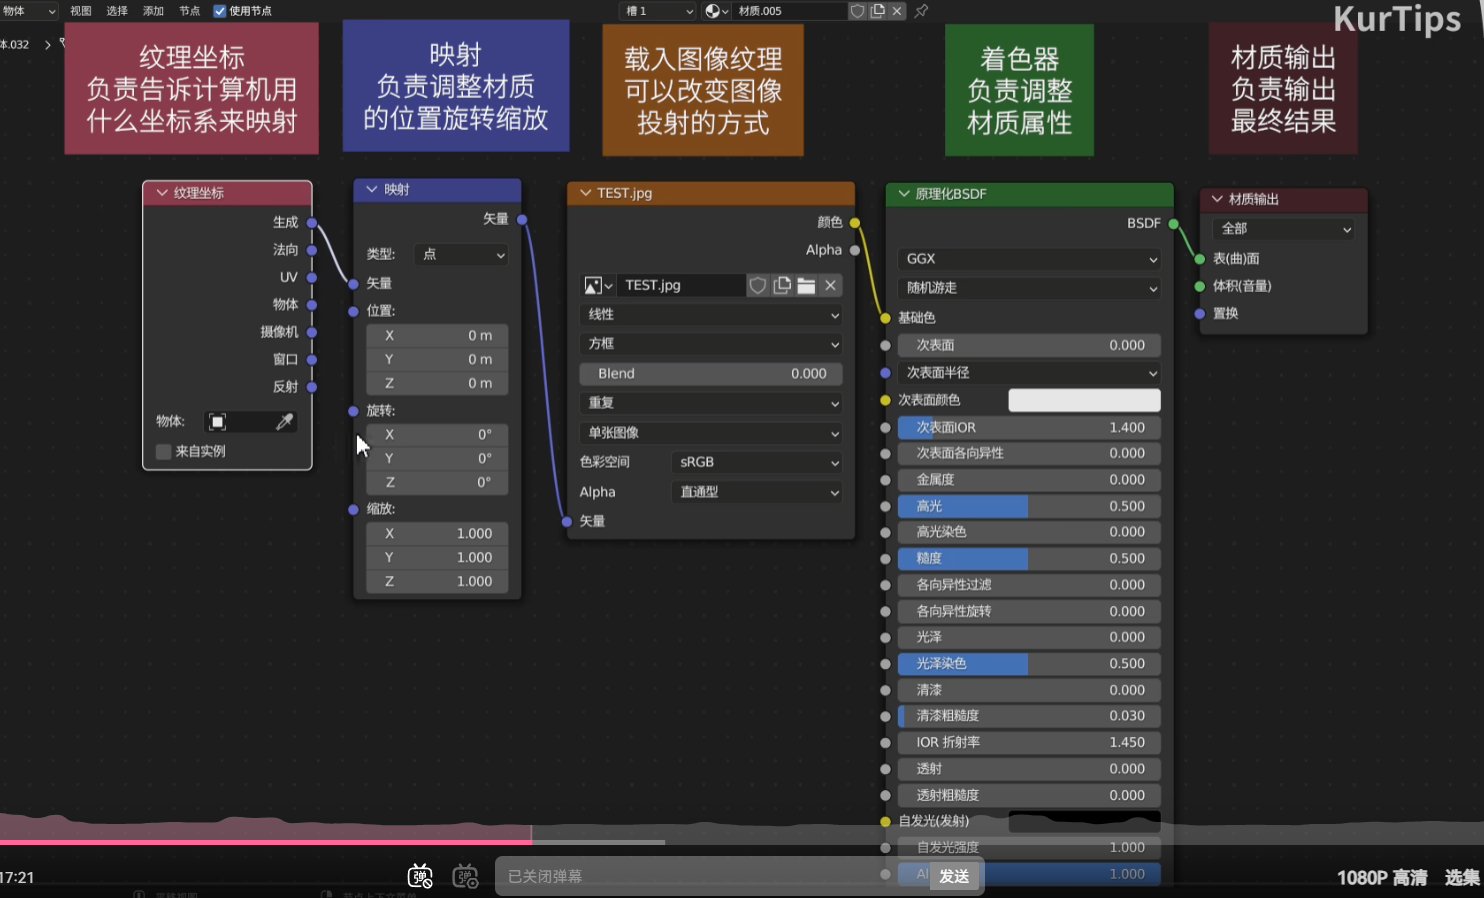 物体 视图 选择 添加 节点 使用节点 槽 1 材质.005
KurTips
体.032
纹理坐标
负责告诉计算机用
什么坐标系来映射
映射
负责调整材质
的位置旋转缩放
载入图像纹理
可以改变图像
投射的方式
着色器
负责调整
材质属性
材质输出
负责输出
最终结果
纹理坐标
生成
法向
UV
物体
摄像机
窗口
反射
物体:
来自实例
映射
矢量
类型: 点
矢量
位置:
X 0 m
Y 0 m
Z 0 m
旋转:
X 0°
Y 0°
Z 0°
缩放:
X 1.000
Y 1.000
Z 1.000
TEST.jpg
颜色
Alpha
TEST.jpg
线性
方框
Blend 0.000
重复
单张图像
色彩空间 sRGB
Alpha 直通型
矢量
原理化BSDF
BSDF
GGX
随机游走
基础色
次表面 0.000
次表面半径
次表面颜色
次表面IOR 1.400
次表面各向异性 0.000
金属度 0.000
高光 0.500
高光染色 0.000
糙度 0.500
各向异性过滤 0.000
各向异性旋转 0.000
光泽 0.000
光泽染色 0.500
清漆 0.000
清漆粗糙度 0.030
IOR 折射率 1.450
透射 0.000
透射粗糙度 0.000
自发光(发射)
自发光强度 1.000
Al 1.000
材质输出
全部
表(曲)面
体积(音量)
置换
17:21 弹 弹 已关闭弹幕 发送 1080P 高清 选集